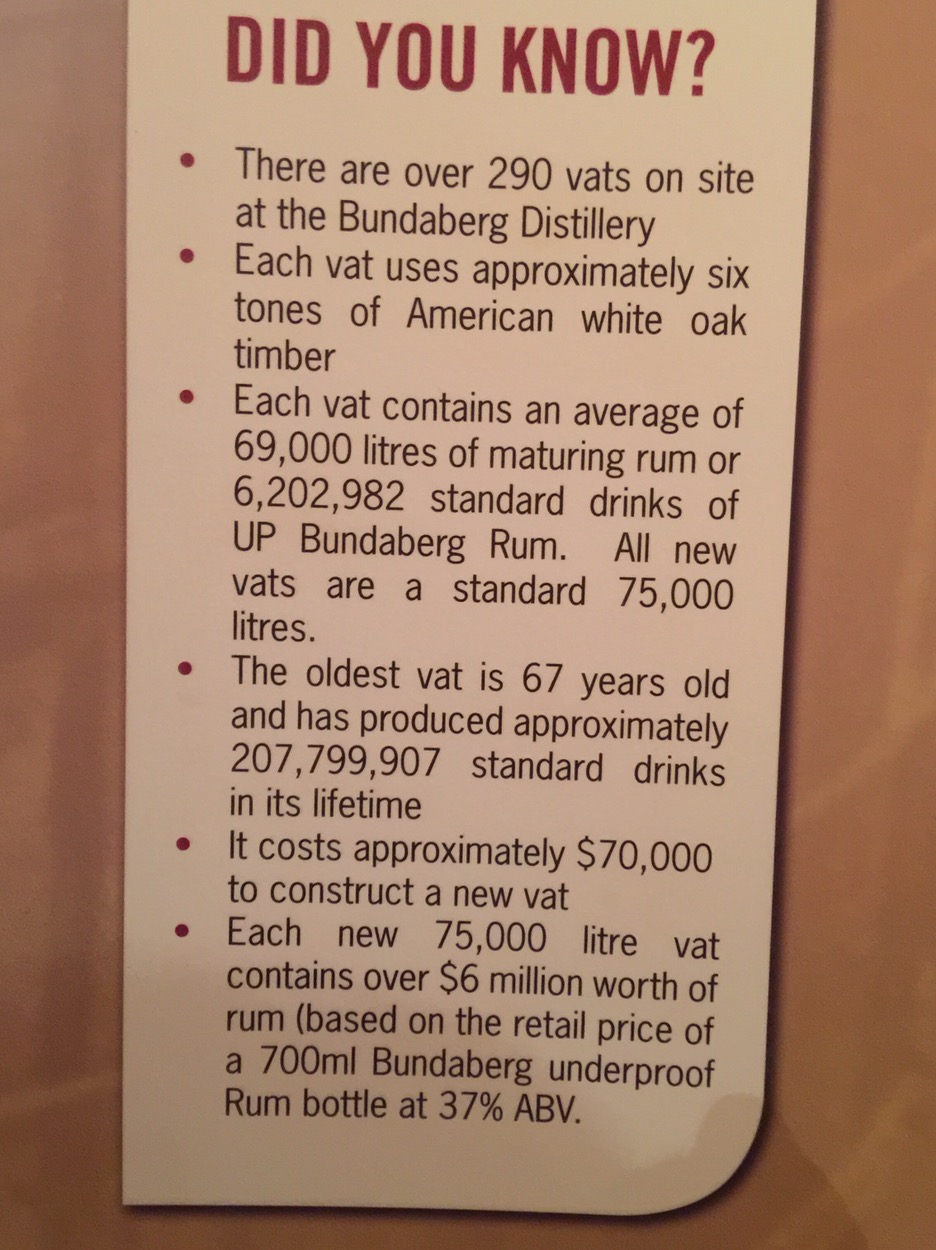 DID YOU KNOW?
• There are over 290 vats on site
at the Bundaberg Distillery
• Each vat uses approximately six
tones of American white oak
timber
• Each vat contains an average of
69,000 litres of maturing rum or
6,202,982 standard drinks of
UP Bundaberg Rum. All new
vats are a standard 75,000
litres.
• The oldest vat is 67 years old
and has produced approximately
207,799,907 standard drinks
in its lifetime
• It costs approximately $70,000
to construct a new vat
• Each new 75,000 litre vat
contains over $6 million worth of
rum (based on the retail price of
a 700ml Bundaberg underproof
Rum bottle at 37% ABV.